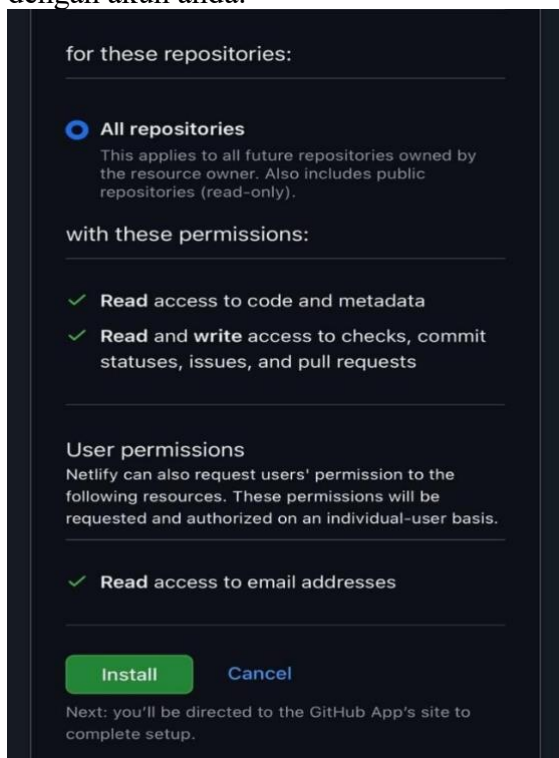 dengan akun anda.
for these repositories:
All repositories
This applies to all future repositories owned by
the resource owner. Also includes public
repositories (read-only).
with these permissions:
Read access to code and metadata
Read and write access to checks, commit
statuses, issues, and pull requests
User permissions
Netlify can also request users' permission to the
following resources. These permissions will be
requested and authorized on an individual-user basis.
Read access to email addresses
Install Cancel
Next: you'll be directed to the GitHub App's site to
complete setup.